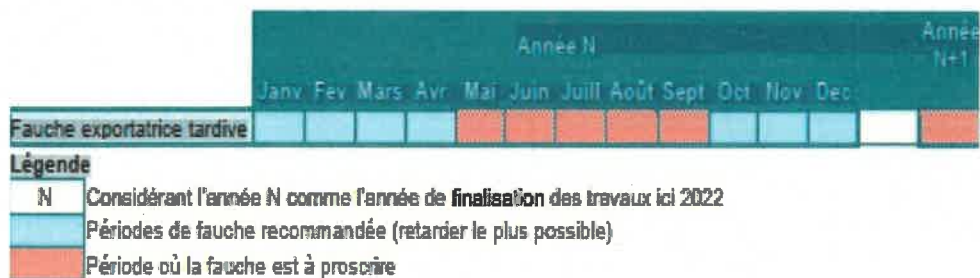 Année N
Année
N+1
Janv Fev Mars Avr Mai Juin Juill Août Sept Oct Nov Dec
Fauche exportatrice tardive
Légende
N Considérant l'année N comme l'année de finalisation des travaux ici 2022
Périodes de fauche recommandée (retarder le plus possible)
Période où la fauche est à proscrire